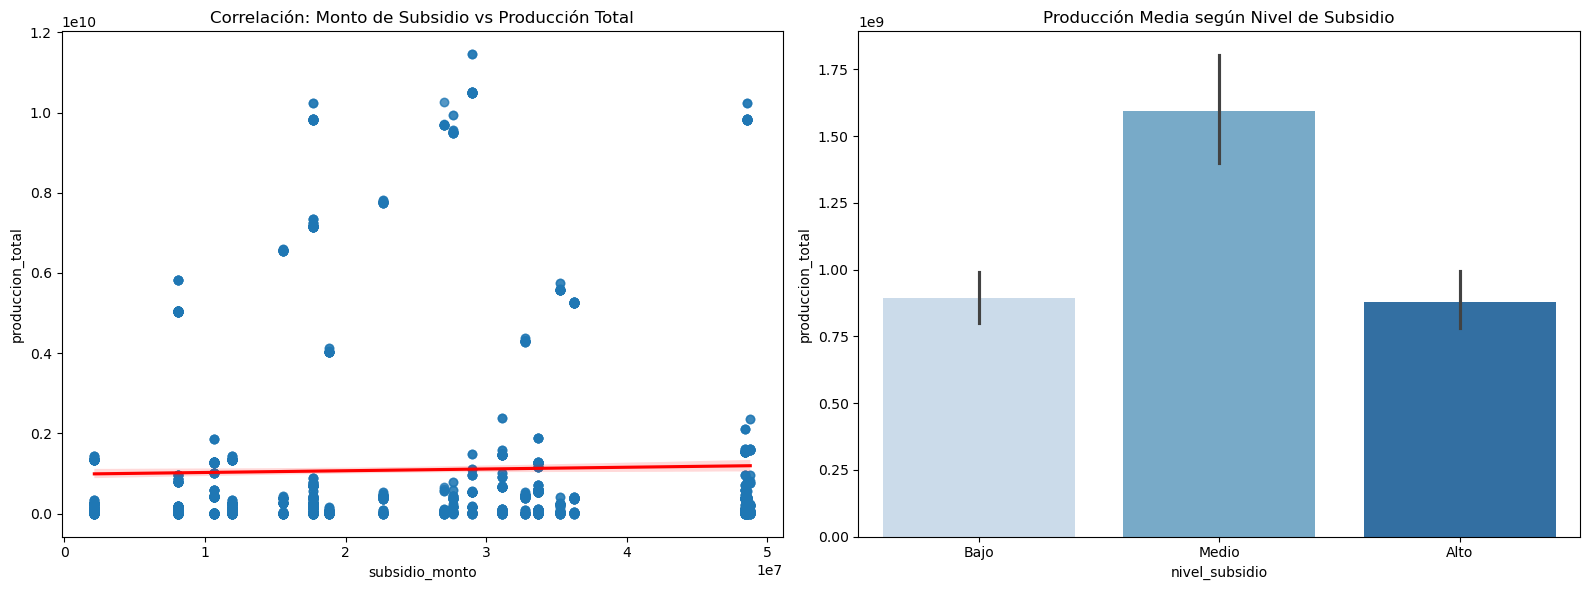 Correlación: Monto de Subsidio vs Producción Total
1e10
1.2
1.0
0.8
0.6
0.4
0.2
0.0
producción_total
0
1
2
3
4
5
1e7
subsidio_monto
Producción Media según Nivel de Subsidio
1e9
1.75
1.50
1.25
1.00
0.75
0.50
0.25
0.00
produccion_total
Bajo
Medio
Alto
nivel_subsidio